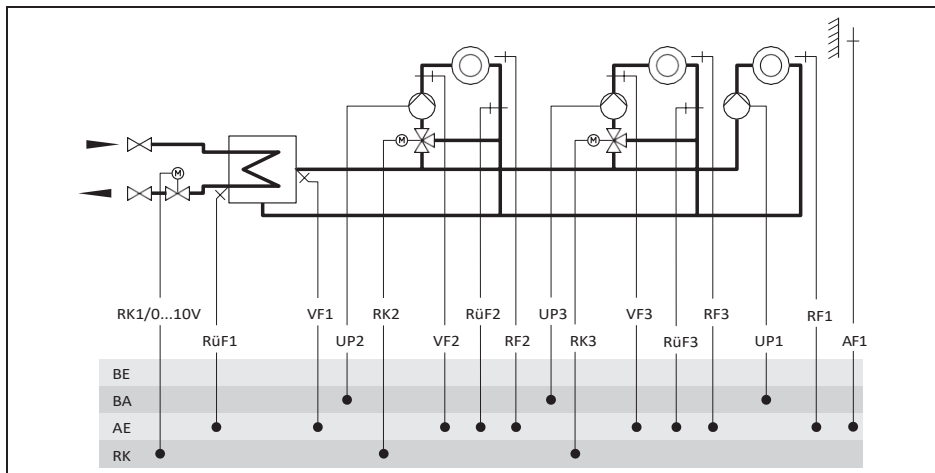 M
M
M
RK1/0...10V
VF1
RK2
RüF2
UP3
VF3
RF3
RF1
RüF1
UP2
VF2
RF2
RK3
RüF3
UP1
AF1
BE
BA
AE
RK